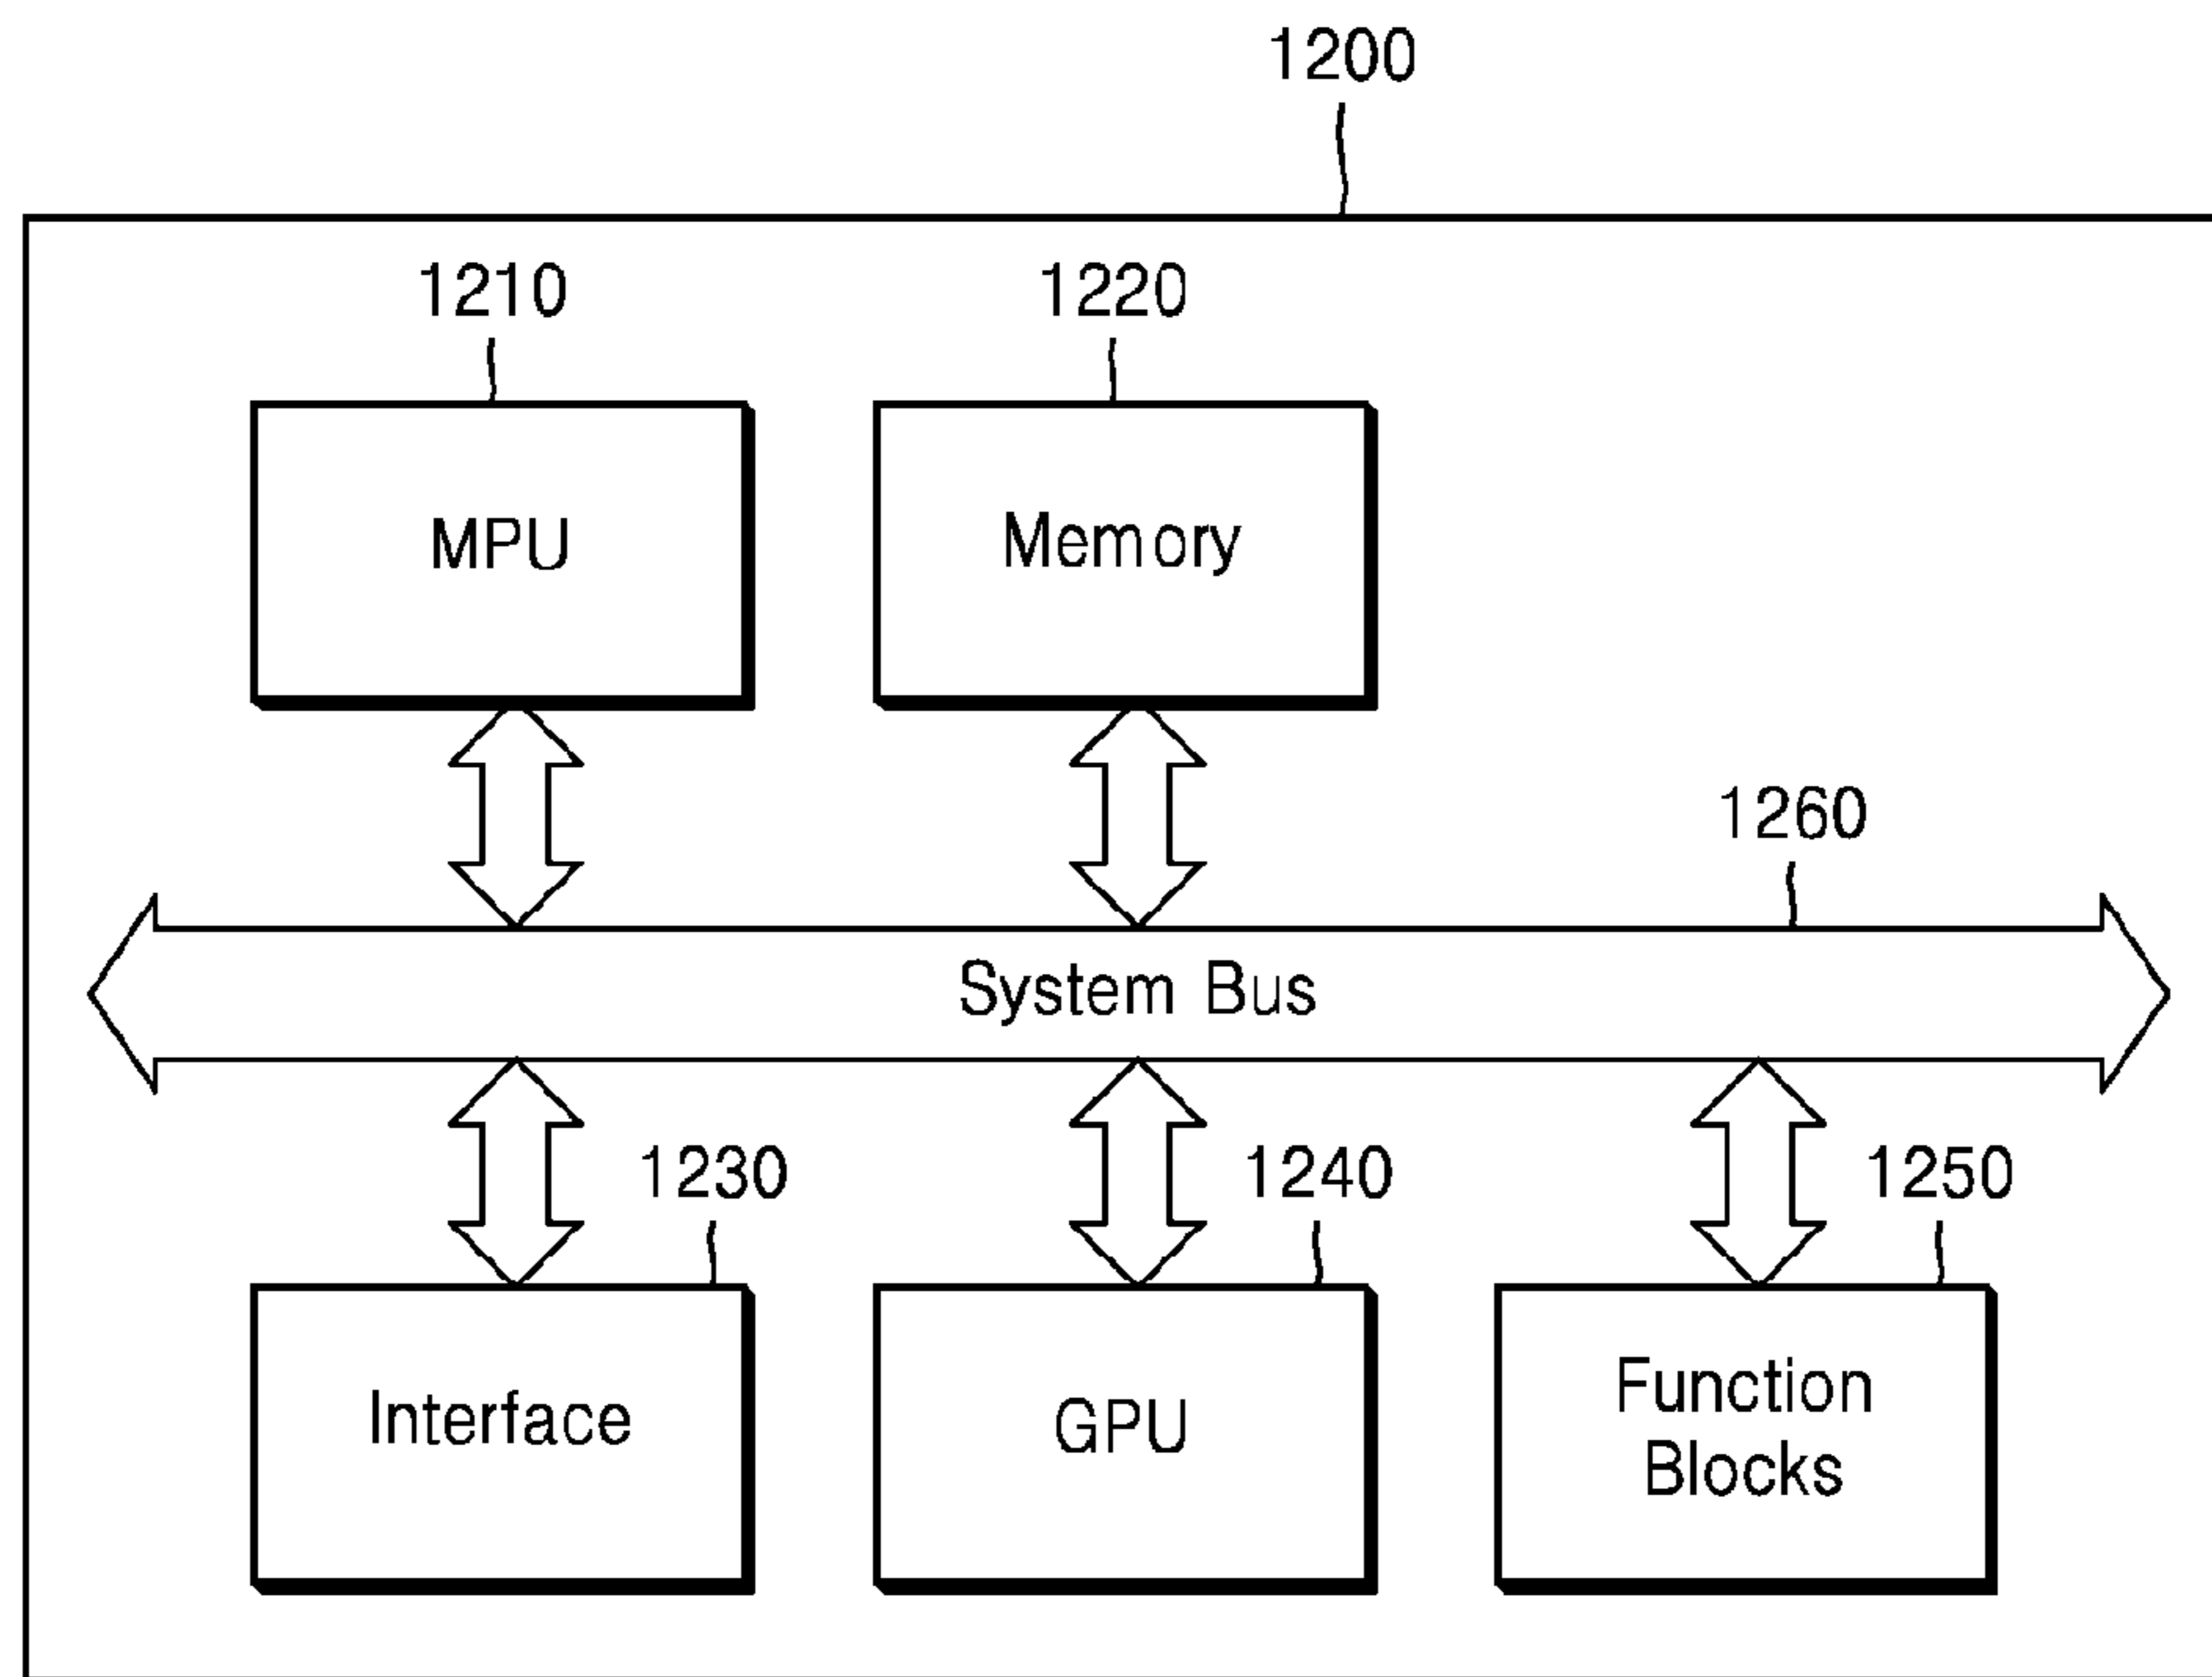 1200
1210
1220
MPU
Memory
1260
System Bus
1230
1240
1250
Interface
GPU
Function
Blocks